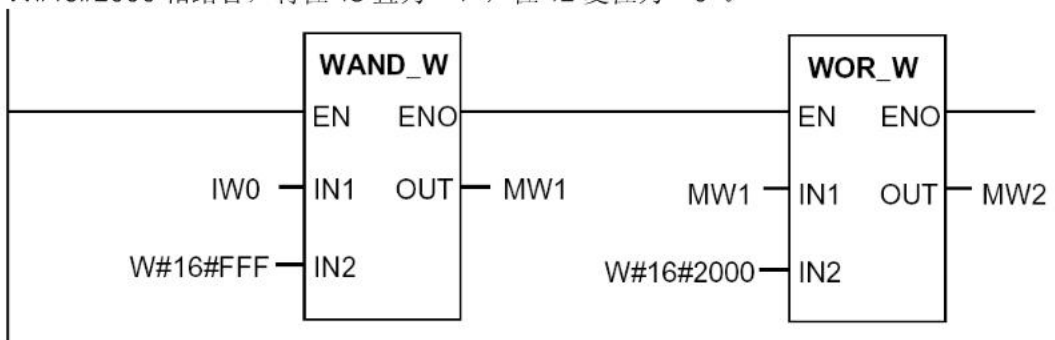 WAND_W
WOR_W
EN ENO
EN ENO
IW0
IN1 OUT
MW1
MW1
IN1 OUT
MW2
W#16#FFF
IN2
W#16#2000
IN2